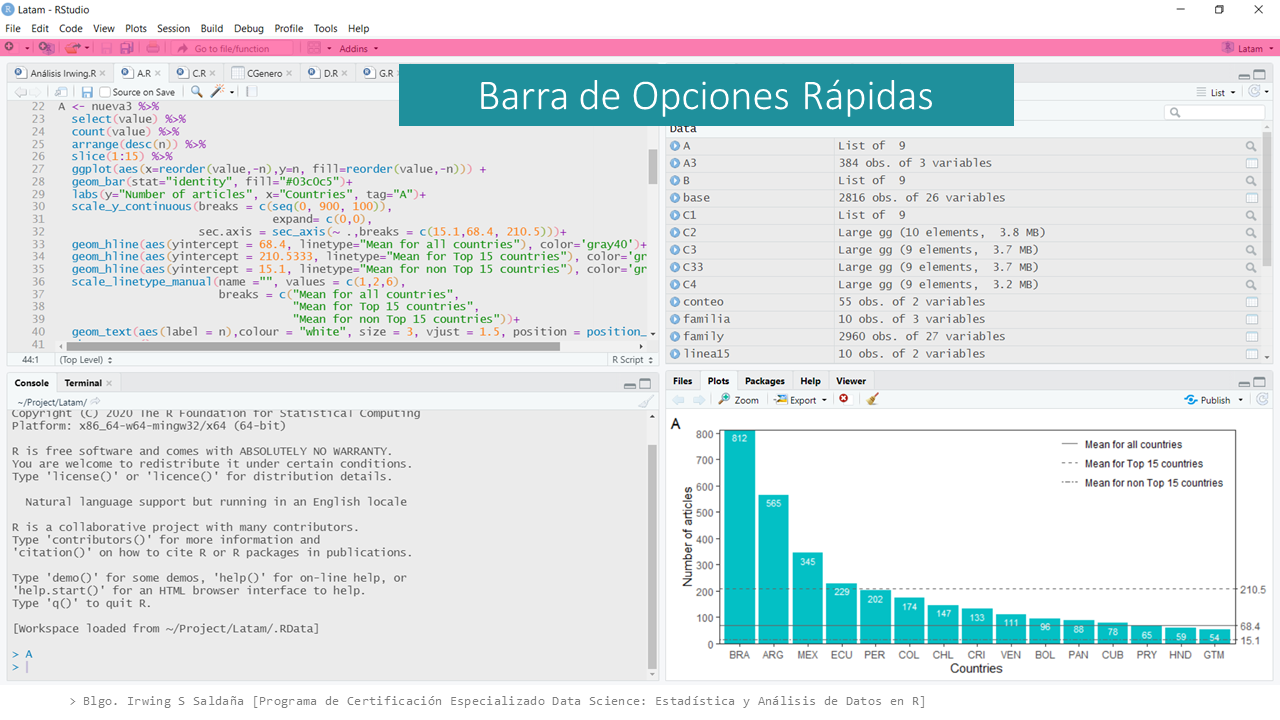 Latam - RStudio
File Edit Code View Plots Session Build Debug Profile Tools Help
Go to file/function Addins Latam
Barra de Opciones Rápidas
Análisis Irwing.R A.R C.R CGenero D.R G.R
Source on Save
List
22 A <- nueva3 %>%
23 select(value) %>%
24 count(value) %>%
25 arrange(desc(n)) %>%
26 slice(1:15) %>%
27 ggplot(aes(x=reorder(value,-n),y=n, fill=reorder(value,-n))) +
28 geom_bar(stat="identity", fill="#03c0c5")+
29 labs(y="Number of articles", x="Countries", tag="A")+
30 scale_y_continuous(breaks = c(seq(0, 900, 100)),
31 expand= c(0,0),
32 sec.axis = sec_axis(~ .,breaks = c(15.1,68.4, 210.5)))+
33 geom_hline(aes(yintercept = 68.4, linetype="Mean for all countries"), color='gray40')+
34 geom_hline(aes(yintercept = 210.5333, linetype="Mean for Top 15 countries"), color='gr
35 geom_hline(aes(yintercept = 15.1, linetype="Mean for non Top 15 countries"), color='gr
36 scale_linetype_manual(name ="", values = c(1,2,6),
37 breaks = c("Mean for all countries",
38 "Mean for Top 15 countries",
39 "Mean for non Top 15 countries"))+
40 geom_text(aes(label = n),colour = "white", size = 3, vjust = 1.5, position = position_
41
44:1 (Top Level) R Script
Data
A List of 9
A3 384 obs. of 3 variables
B List of 9
base 2816 obs. of 26 variables
C1 List of 9
C2 Large gg (10 elements, 3.8 MB)
C3 Large gg (9 elements, 3.7 MB)
C33 Large gg (9 elements, 3.7 MB)
C4 Large gg (9 elements, 3.2 MB)
conteo 55 obs. of 2 variables
familia 10 obs. of 3 variables
family 2960 obs. of 27 variables
linea15 10 obs. of 2 variables
Console Terminal
~/Project/Latam/
Copyright (C) 2020 The R Foundation for Statistical Computing
Platform: x86_64-w64-mingw32/x64 (64-bit)
R is free software and comes with ABSOLUTELY NO WARRANTY.
You are welcome to redistribute it under certain conditions.
Type 'license()' or 'licence()' for distribution details.
Natural language support but running in an English locale
R is a collaborative project with many contributors.
Type 'contributors()' for more information and
'citation()' on how to cite R or R packages in publications.
Type 'demo()' for some demos, 'help()' for on-line help, or
'help.start()' for an HTML browser interface to help.
Type 'q()' to quit R.
[Workspace loaded from ~/Project/Latam/.RData]
> A
>
Files Plots Packages Help Viewer
Zoom Export Publish
A
Number of articles
800
700
600
500
400
300
200
100
0
812 565 345 229 202 174 147 133 111 96 88 78 65 59 54
Mean for all countries
Mean for Top 15 countries
Mean for non Top 15 countries
210.5
68.4
15.1
BRA ARG MEX ECU PER COL CHL CRI VEN BOL PAN CUB PRY HND GTM
Countries
> Blgo. Irwing S Saldaña [Programa de Certificación Especializado Data Science: Estadística y Análisis de Datos en R]